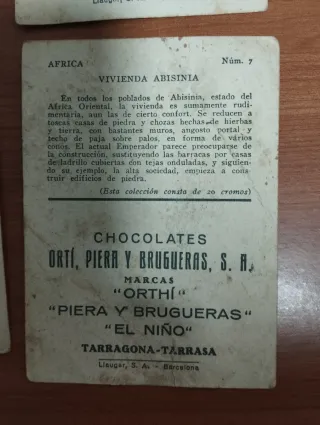 Llaugar, S.
AFRICA Núm. 7
VIVIENDA ABISINIA
En todos los poblados de Abisinia, estado del
Africa Oriental, la vivienda es sumamente rudi-
mentaria, aun las de cierto confort. Se reducen a
toscas casas de piedra y chozas hechas de hierbas
y tierra, con bastantes muros, angosto portal y
techo de paja sobre palos, en forma de varios
conos. El actual Emperador parece preocuparse de
la construcción, sustituyendo las barracas por casas
de ladrillo cubiertas con tejas onduladas, y siguien-
do su ejemplo, la alta sociedad, empieza a cons-
truir edificios de piedra.
(Esta colección consta de 20 cromos)
CHOCOLATES
ORTÍ, PIERA Y BRUGUERAS, S. A.
MARCAS
"ORTHÍ"
"PIERA Y BRUGUERAS"
"EL NIÑO"
TARRAGONA-TARRASA
Llaugar, S. A. - Barcelona